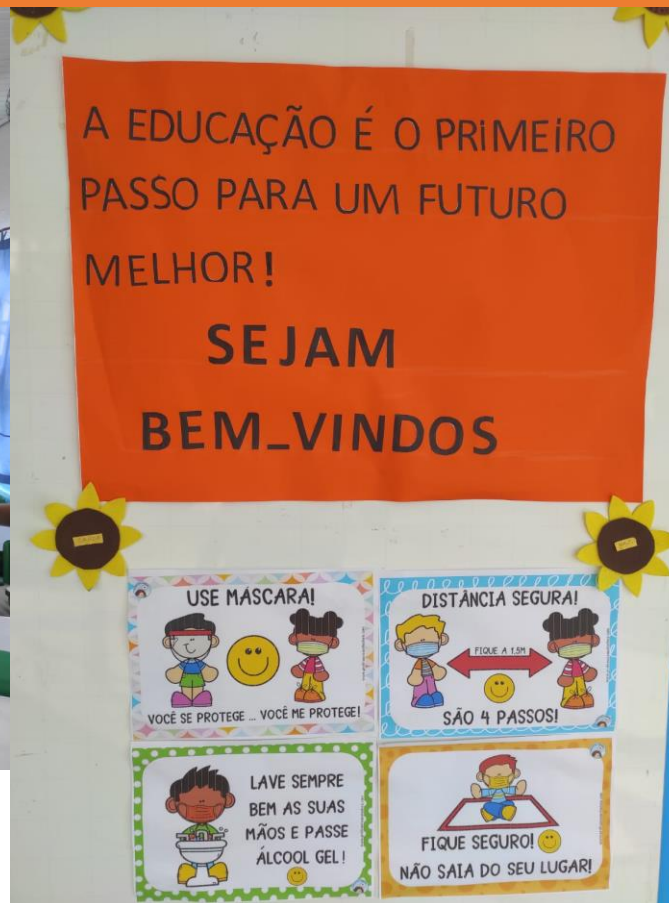 A EDUCAÇÃO É O PRIMEIRO
PASSO PARA UM FUTURO
MELHOR!
SEJAM
BEM_VINDOS
USE MÁSCARA!
VOCÊ SE PROTEGE ... VOCÊ ME PROTEGE!
DISTÂNCIA SEGURA!
FIQUE A 1,5M
SÃO 4 PASSOS!
LAVE SEMPRE
BEM AS SUAS
MÃOS E PASSE
ÁLCOOL GEL!
FIQUE SEGURO!
NÃO SAIA DO SEU LUGAR!